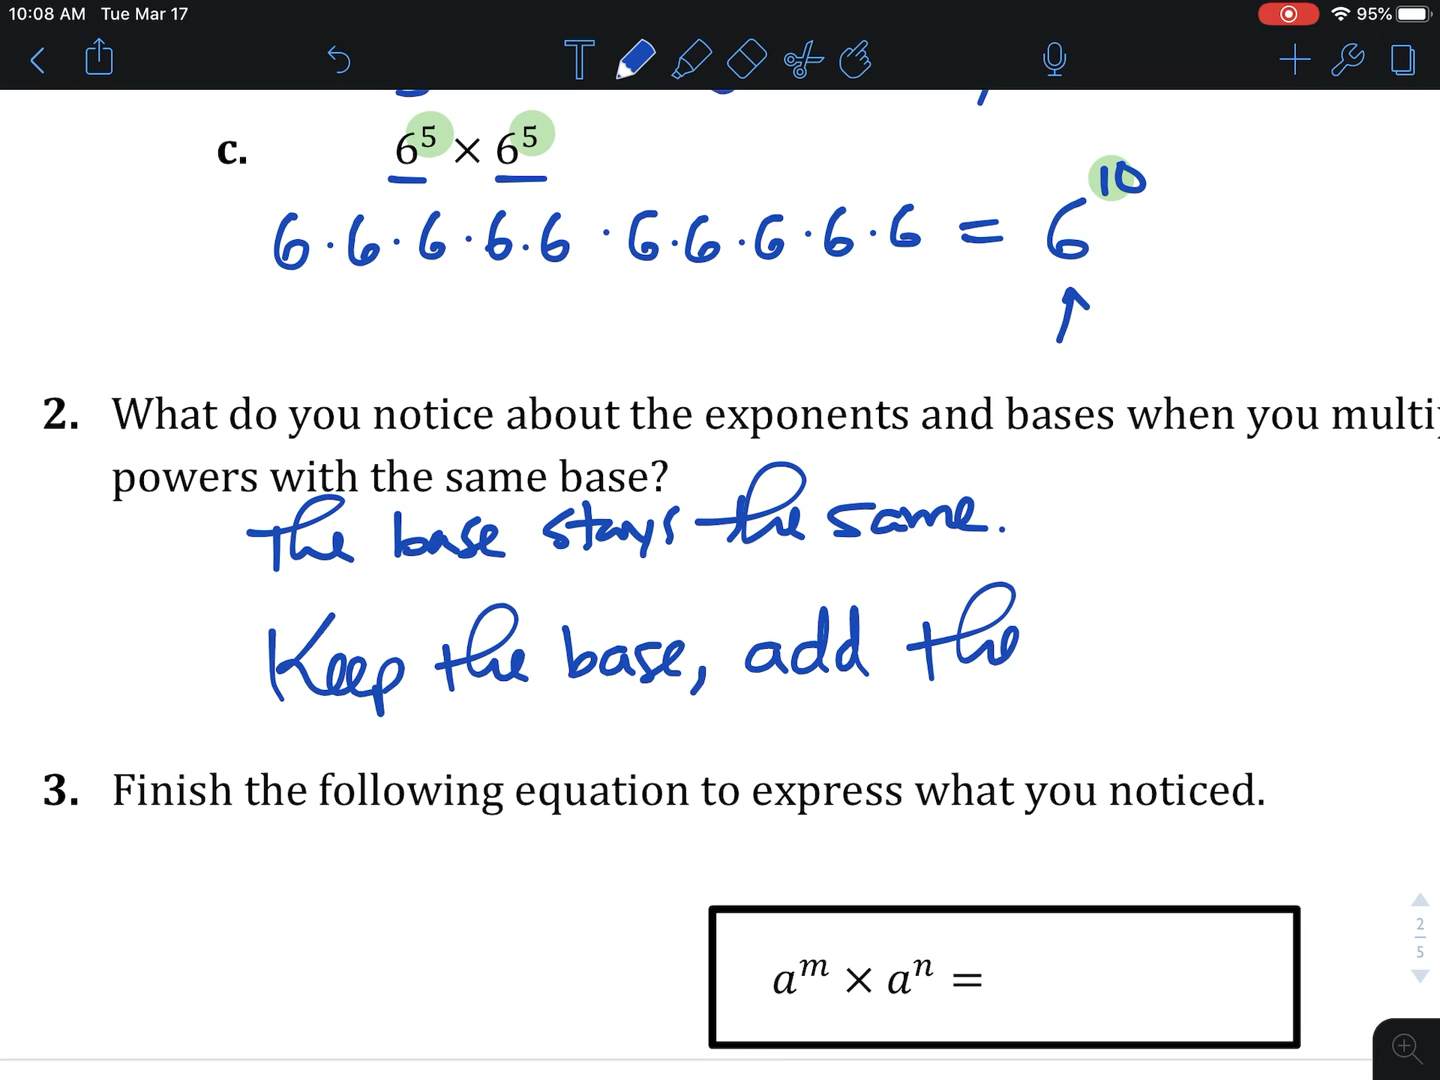 10:08 AM Tue Mar 17
95%
c. 6⁵ × 6⁵
6 · 6 · 6 · 6 · 6 · 6 · 6 · 6 · 6 · 6 = 6¹⁰
2. What do you notice about the exponents and bases when you multi
powers with the same base?
The base stays the same.
Keep the base, add the
3. Finish the following equation to express what you noticed.
aᵐ × aⁿ =
2
5